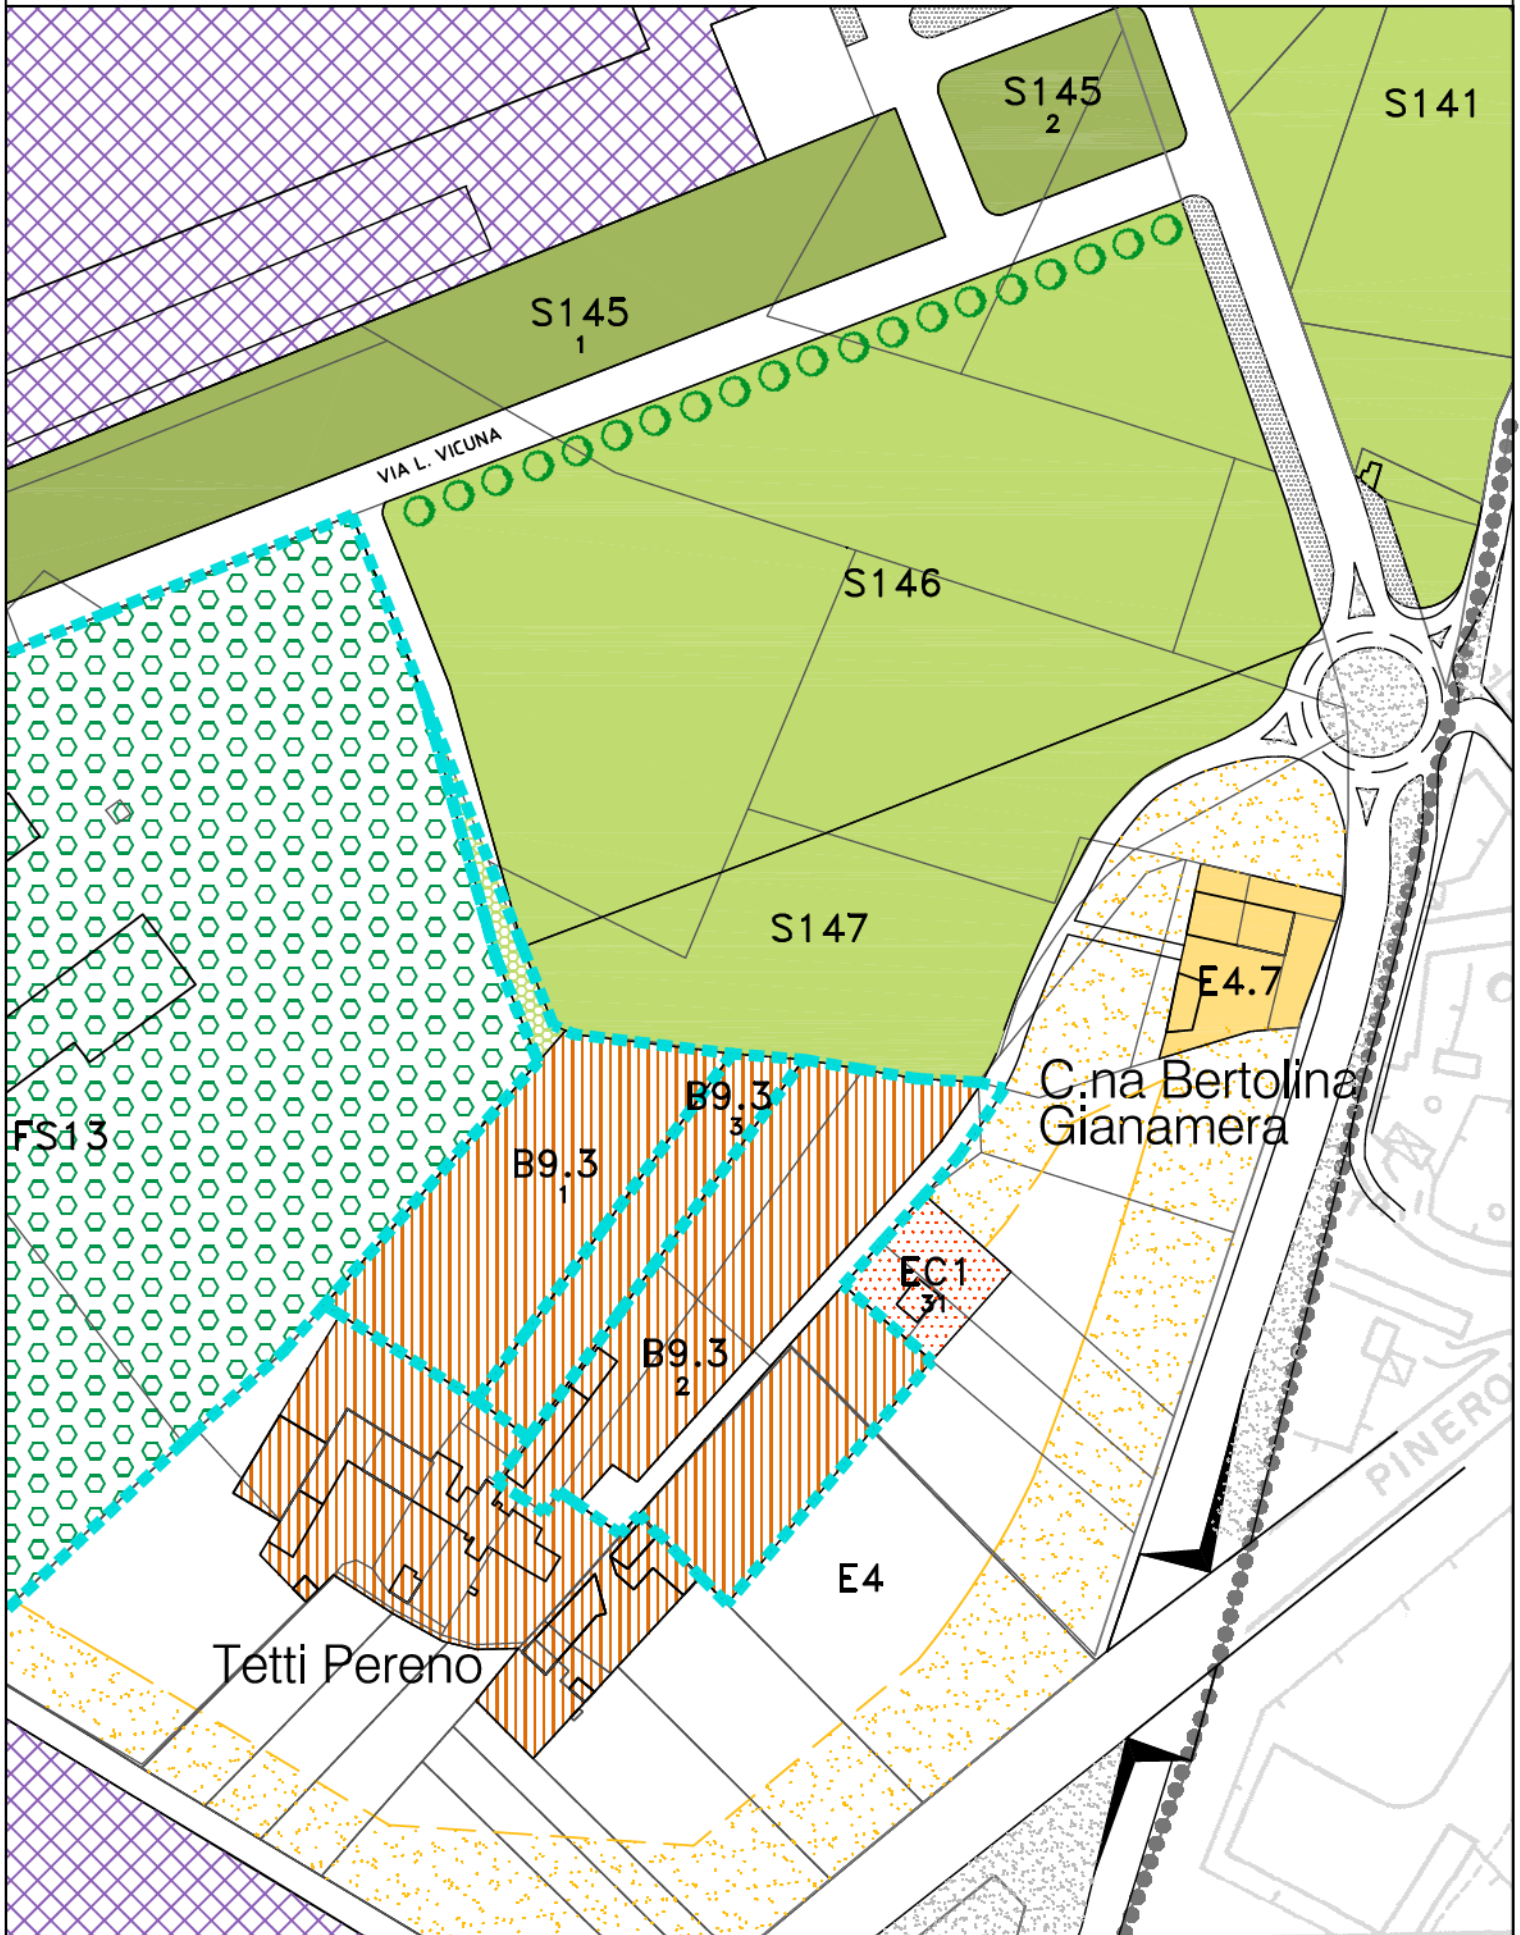 S145
2
S141
S145
1
VIA L. VICUNA
S146
S147
E4.7
C.na Bertolina
Gianamera
B9.3
3
FS13
B9.3
1
EC1
31
B9.3
2
E4
Tetti Pereno